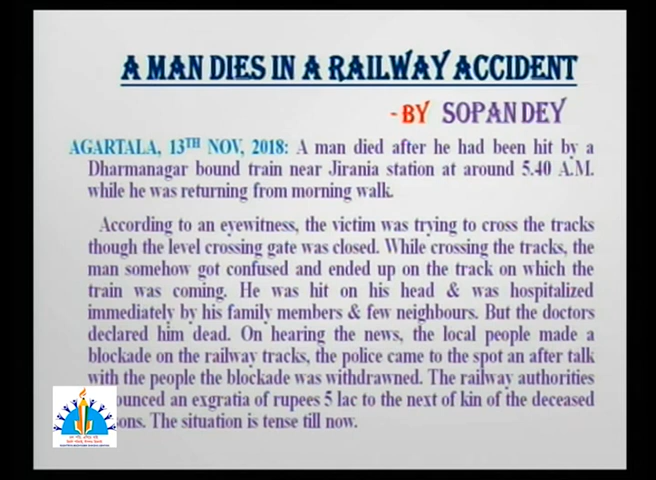 A MAN DIES IN A RAILWAY ACCIDENT
- BY SOPAN DEY
AGARTALA, 13TH NOV, 2018: A man died after he had been hit by a
Dharmanagar bound train near Jirania station at around 5.40 A.M.
while he was returning from morning walk.
According to an eyewitness, the victim was trying to cross the tracks
though the level crossing gate was closed. While crossing the tracks, the
man somehow got confused and ended up on the track on which the
train was coming. He was hit on his head & was hospitalized
immediately by his family members & few neighbours. But the doctors
declared him dead. On hearing the news, the local people made a
blockade on the railway tracks, the police came to the spot an after talk
with the people the blockade was withdrawned. The railway authorities
ounced an exgratia of rupees 5 lac to the next of kin of the deceased
ons. The situation is tense till now.